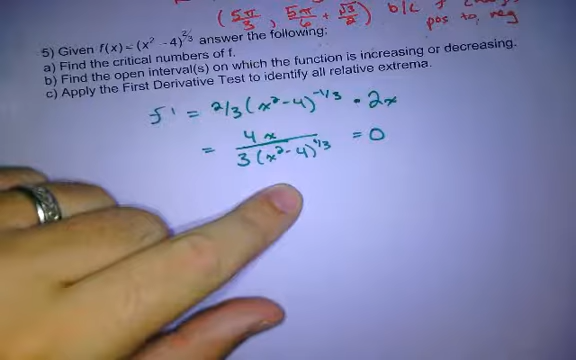 (5π/3, 5π/6 + √3/2) b/c f
pos to neg
5) Given f(x) = (x² - 4)^2/3 answer the following:
a) Find the critical numbers of f.
b) Find the open interval(s) on which the function is increasing or decreasing.
c) Apply the First Derivative Test to identify all relative extrema.
f' = 2/3 (x² - 4)^-1/3 · 2x
= 4x / 3(x² - 4)^1/3 = 0